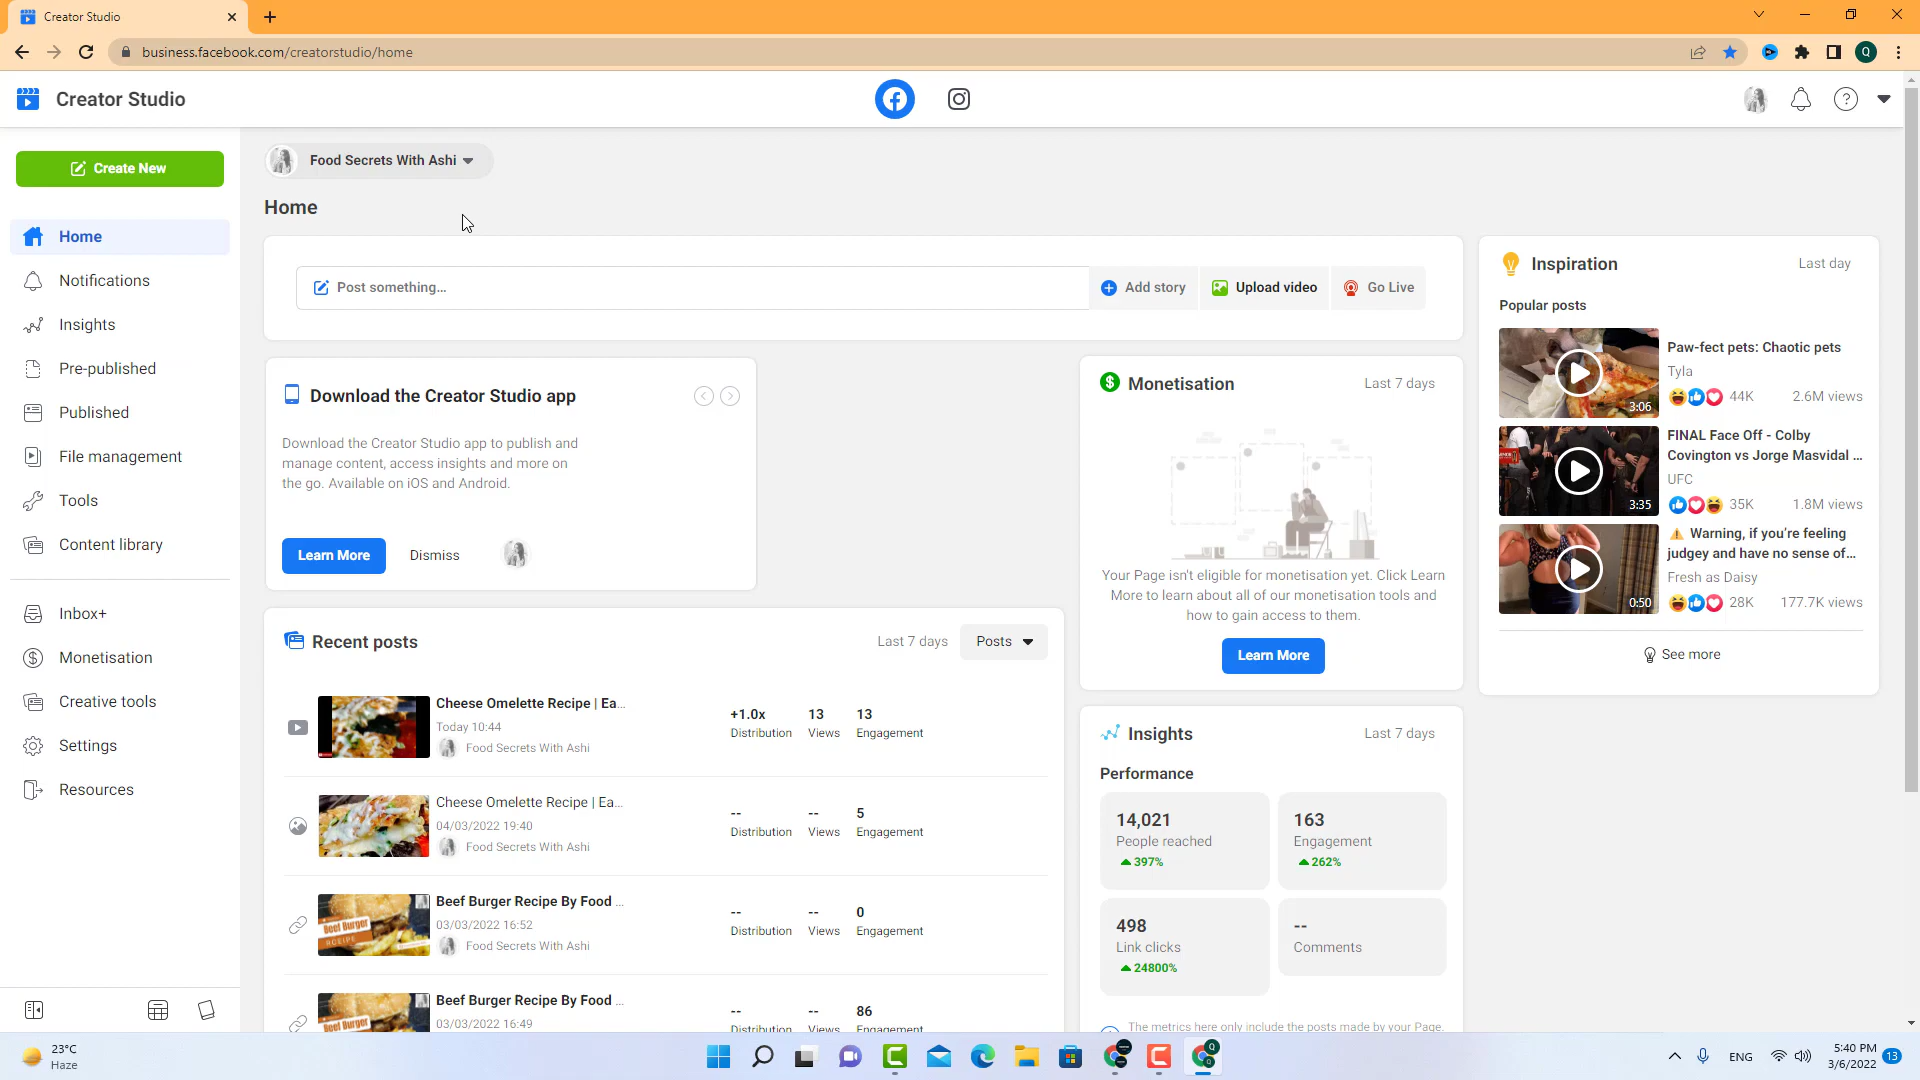 Creator Studio
business.facebook.com/creatorstudio/home
Q
Creator Studio
Create New
Home
Notifications
Insights
Pre-published
Published
File management
Tools
Content library
Inbox+
Monetisation
Creative tools
Settings
Resources
Food Secrets With Ashi
Home
Post something...
Add story
Upload video
Go Live
Download the Creator Studio app
Download the Creator Studio app to publish and
manage content, access insights and more on
the go. Available on iOS and Android.
Learn More
Dismiss
Recent posts
Last 7 days
Posts
Cheese Omelette Recipe | Ea...
Today 10:44
Food Secrets With Ashi
+1.0x
Distribution
13
Views
13
Engagement
Cheese Omelette Recipe | Ea...
04/03/2022 19:40
Food Secrets With Ashi
--
Distribution
--
Views
5
Engagement
Beef Burger
RECIPE
Beef Burger Recipe By Food ...
03/03/2022 16:52
Food Secrets With Ashi
--
Distribution
--
Views
0
Engagement
Beef Burger
Beef Burger Recipe By Food ...
03/03/2022 16:49
--
Distribution
--
Views
86
Engagement
Monetisation
Last 7 days
Your Page isn't eligible for monetisation yet. Click Learn
More to learn about all of our monetisation tools and
how to gain access to them.
Learn More
Insights
Last 7 days
Performance
14,021
People reached
397%
163
Engagement
262%
498
Link clicks
24800%
--
Comments
The metrics here only include the posts made by your Page.
Inspiration
Last day
Popular posts
3:06
Paw-fect pets: Chaotic pets
Tyla
44K
2.6M views
3:35
FINAL Face Off - Colby
Covington vs Jorge Masvidal ...
UFC
35K
1.8M views
0:50
Warning, if you're feeling
judgey and have no sense of...
Fresh as Daisy
28K
177.7K views
See more
23°C
Haze
ENG
5:40 PM
3/6/2022
13